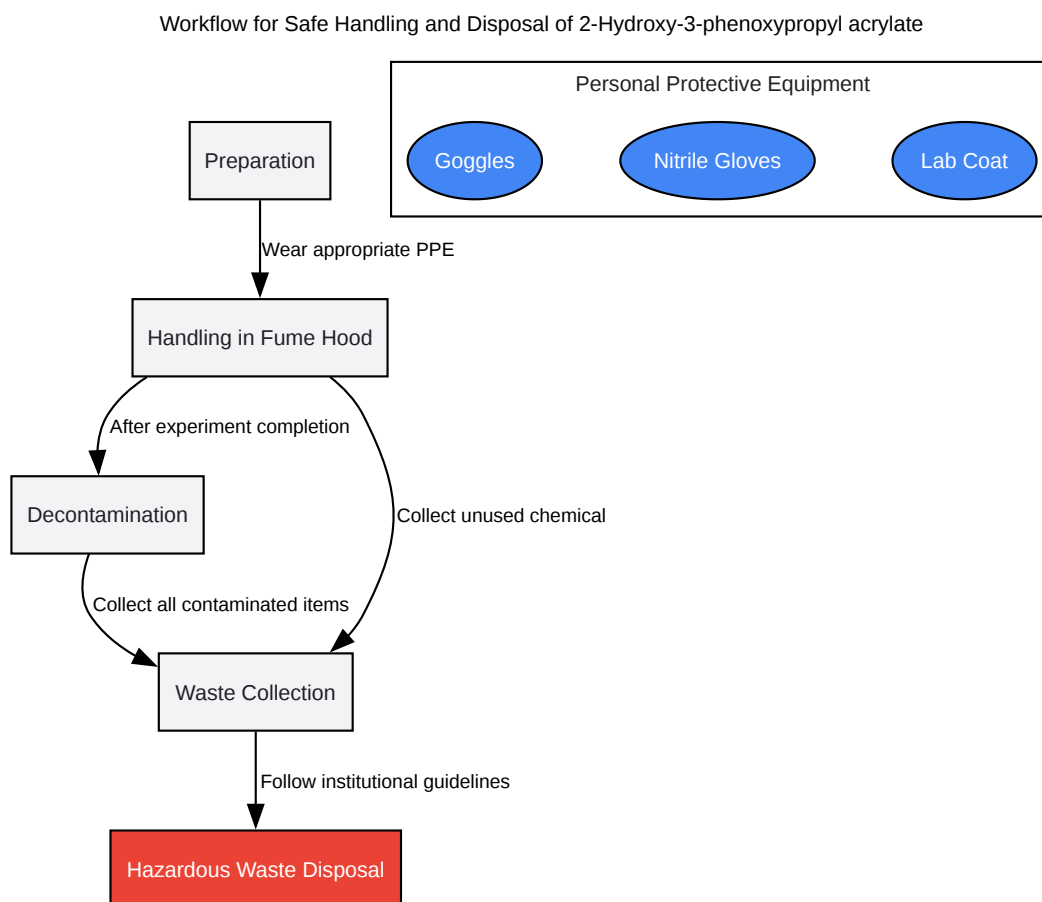 Workflow for Safe Handling and Disposal of 2-Hydroxy-3-phenoxypropyl acrylate
Personal Protective Equipment
Goggles
Nitrile Gloves
Lab Coat
Preparation
Wear appropriate PPE
Handling in Fume Hood
After experiment completion
Decontamination
Collect unused chemical
Collect all contaminated items
Waste Collection
Follow institutional guidelines
Hazardous Waste Disposal